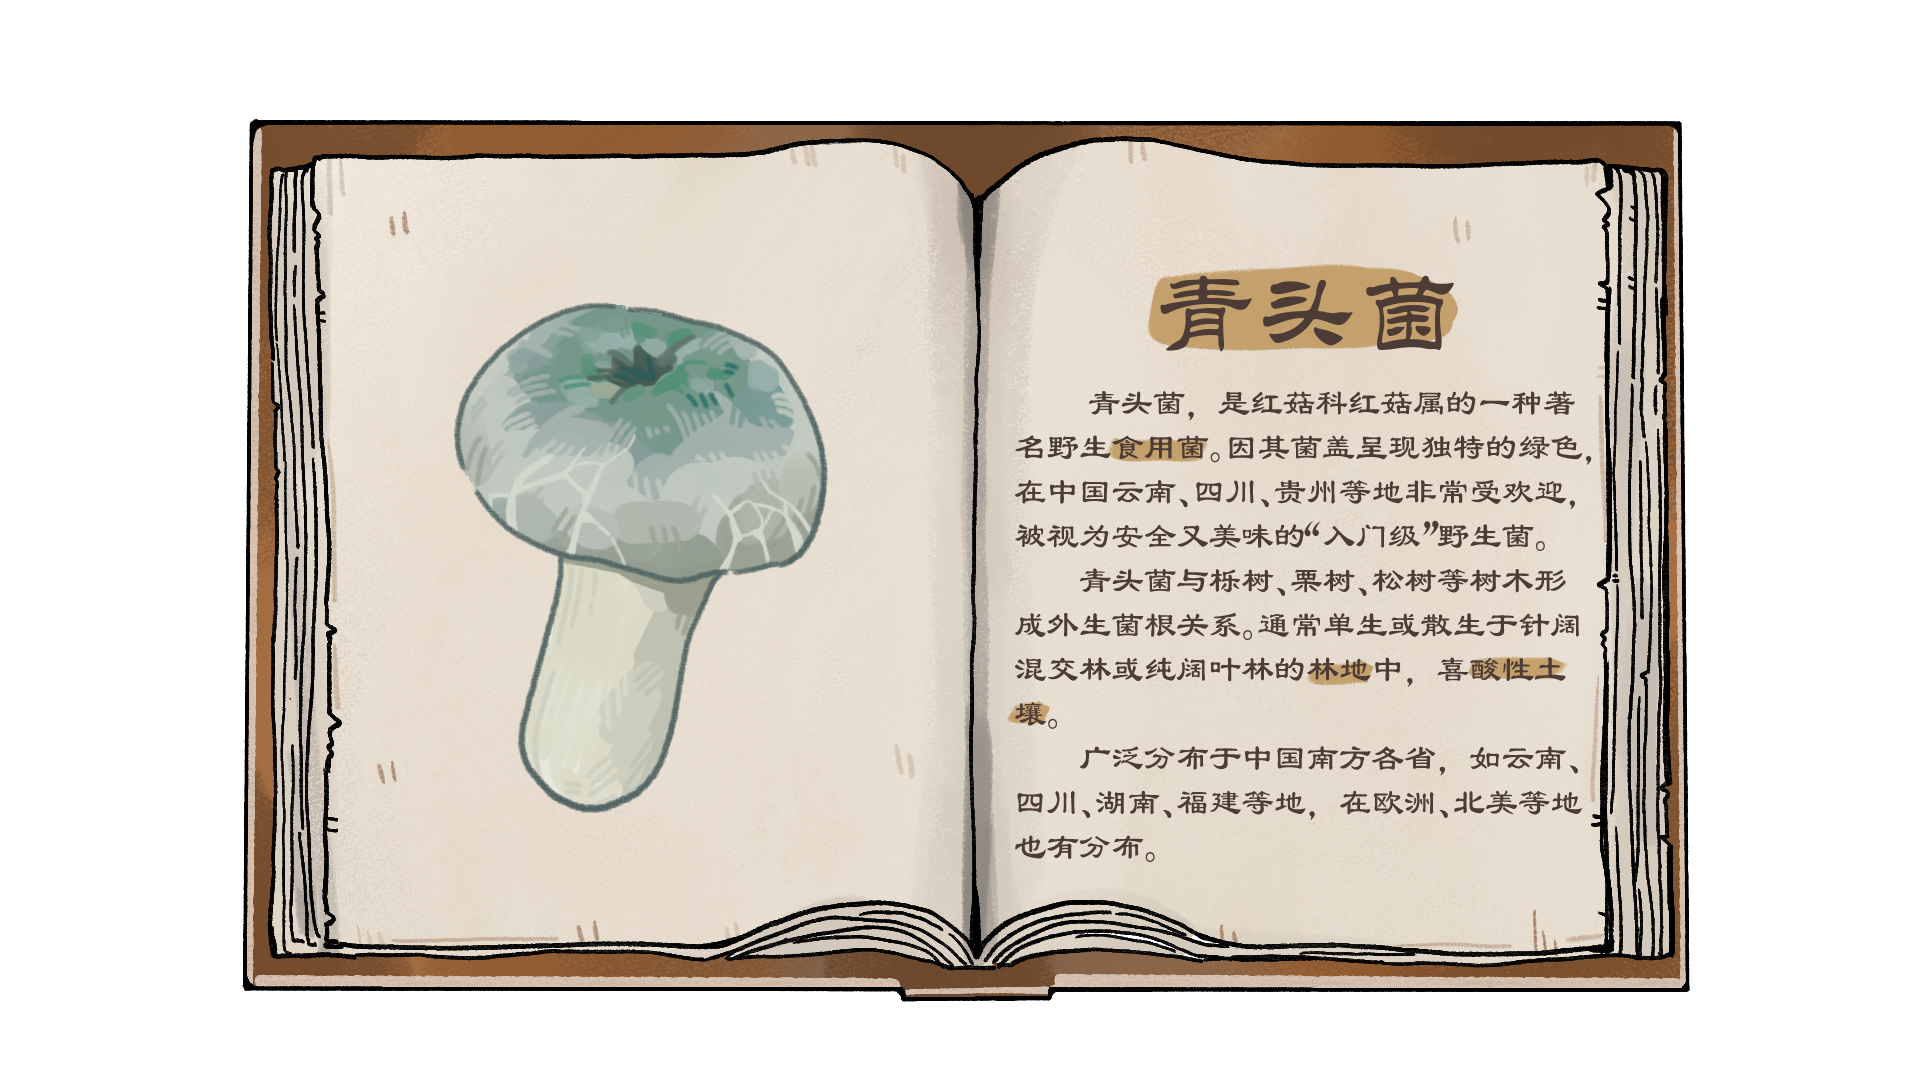 青头菌
青头菌，是红菇科红菇属的一种著
名野生食用菌。因其菌盖呈现独特的绿色，
在中国云南、四川、贵州等地非常受欢迎，
被视为安全又美味的“入门级”野生菌。
青头菌与栎树、栗树、松树等树木形
成外生菌根关系。通常单生或散生于针阔
混交林或纯阔叶林的林地中，喜酸性土
壤。
广泛分布于中国南方各省，如云南、
四川、湖南、福建等地，在欧洲、北美等地
也有分布。